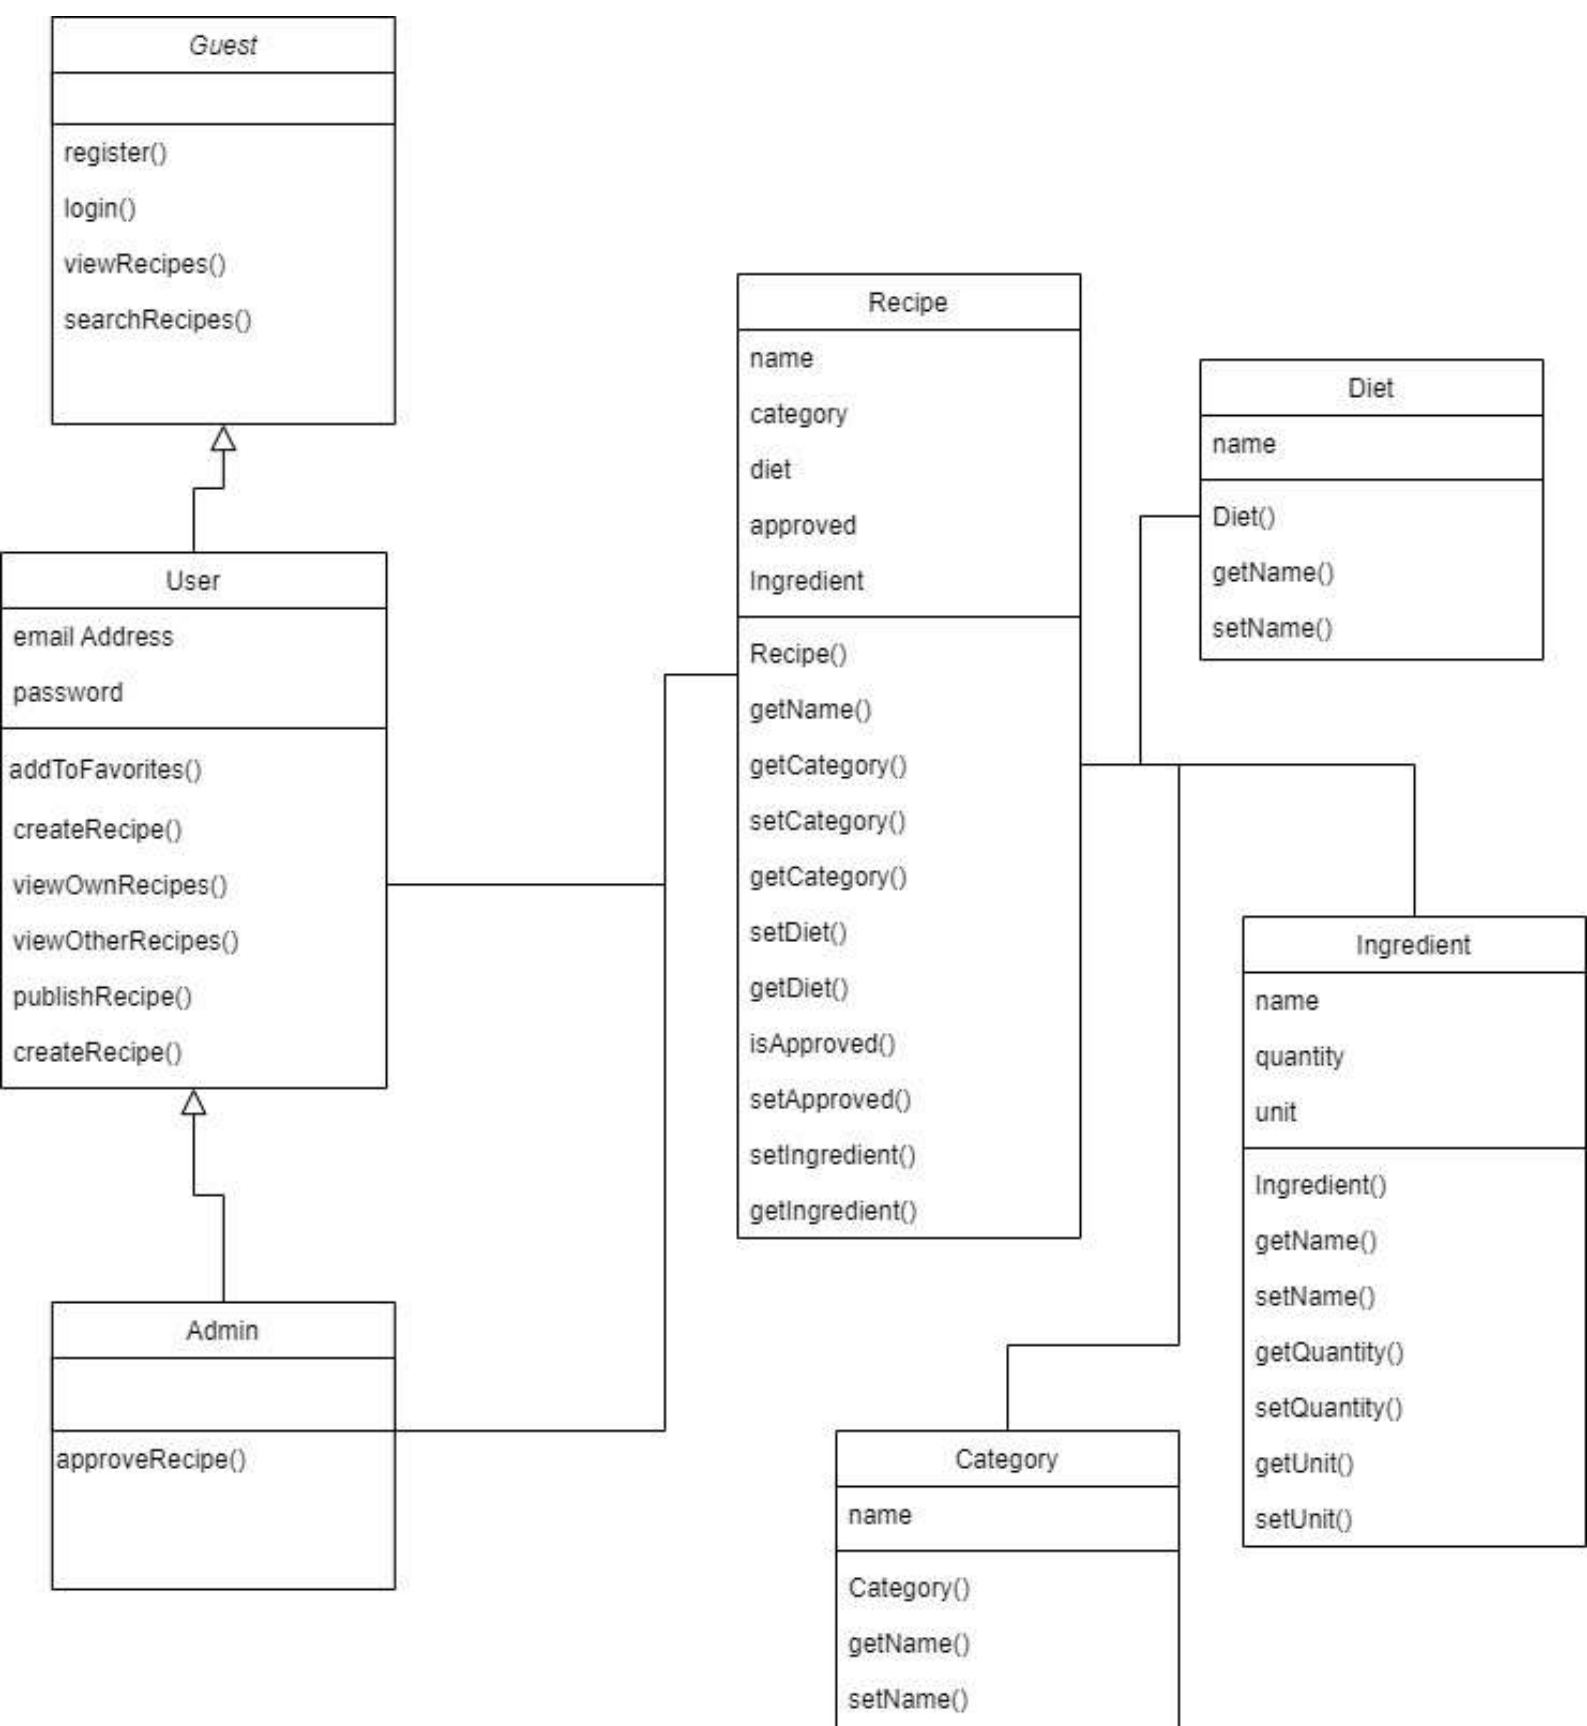 Guest
register()
login()
viewRecipes()
searchRecipes()
User
email Address
password
addToFavorites()
createRecipe()
viewOwnRecipes()
viewOtherRecipes()
publishRecipe()
createRecipe()
Admin
approveRecipe()
Recipe
name
category
diet
approved
Ingredient
Recipe()
getName()
getCategory()
setCategory()
getCategory()
setDiet()
getDiet()
isApproved()
setApproved()
setIngredient()
getIngredient()
Diet
name
Diet()
getName()
setName()
Ingredient
name
quantity
unit
Ingredient()
getName()
setName()
getQuantity()
setQuantity()
getUnit()
setUnit()
Category
name
Category()
getName()
setName()